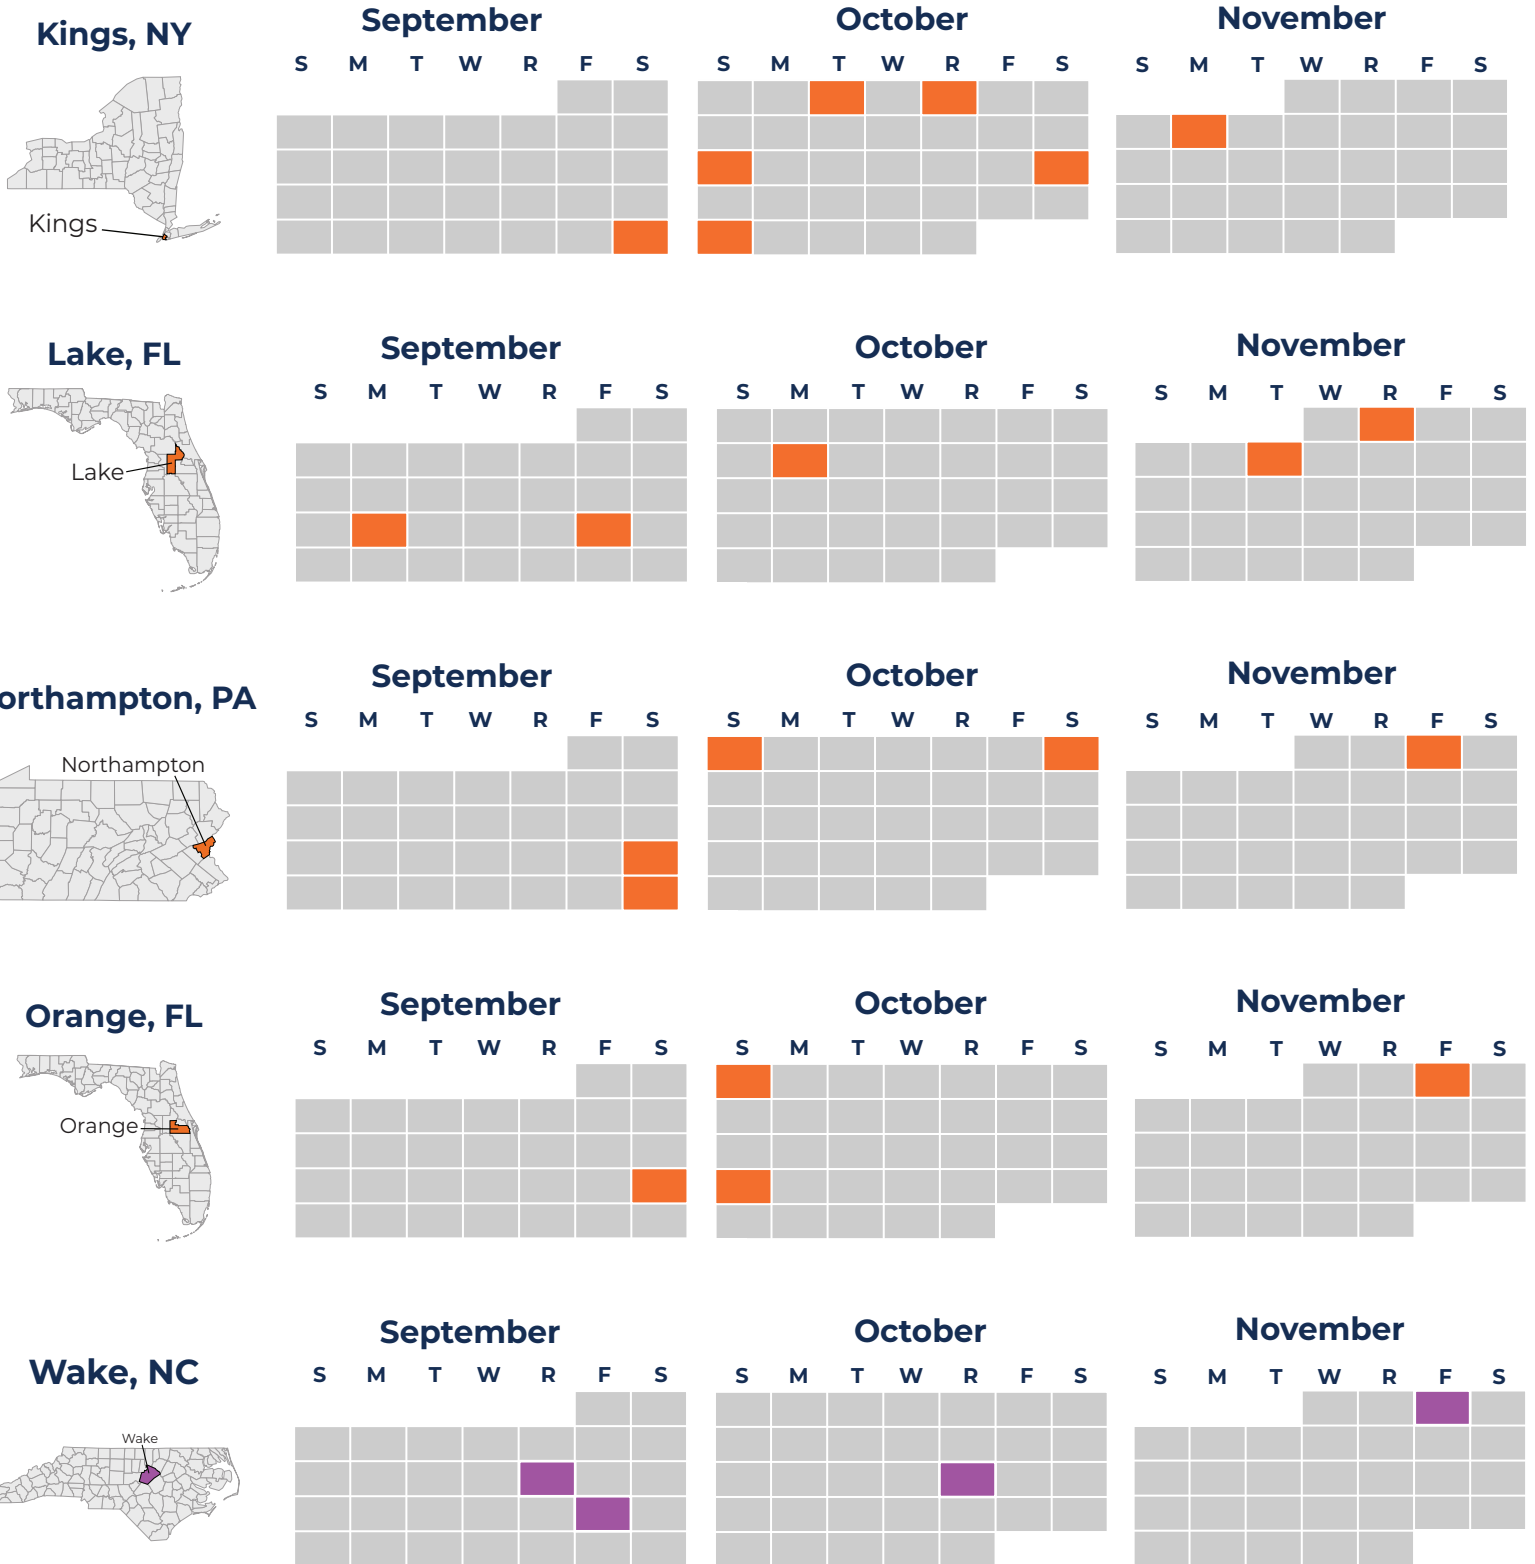 Kings, NY
September
October
November
S M T W R F S
S M T W R F S
S M T W R F S
Kings
Lake, FL
September
October
November
S M T W R F S
S M T W R F S
S M T W R F S
Lake
orthampton, PA
September
October
November
S M T W R F S
S M T W R F S
S M T W R F S
Northampton
Orange, FL
September
October
November
S M T W R F S
S M T W R F S
S M T W R F S
Orange
Wake, NC
September
October
November
S M T W R F S
S M T W R F S
S M T W R F S
Wake